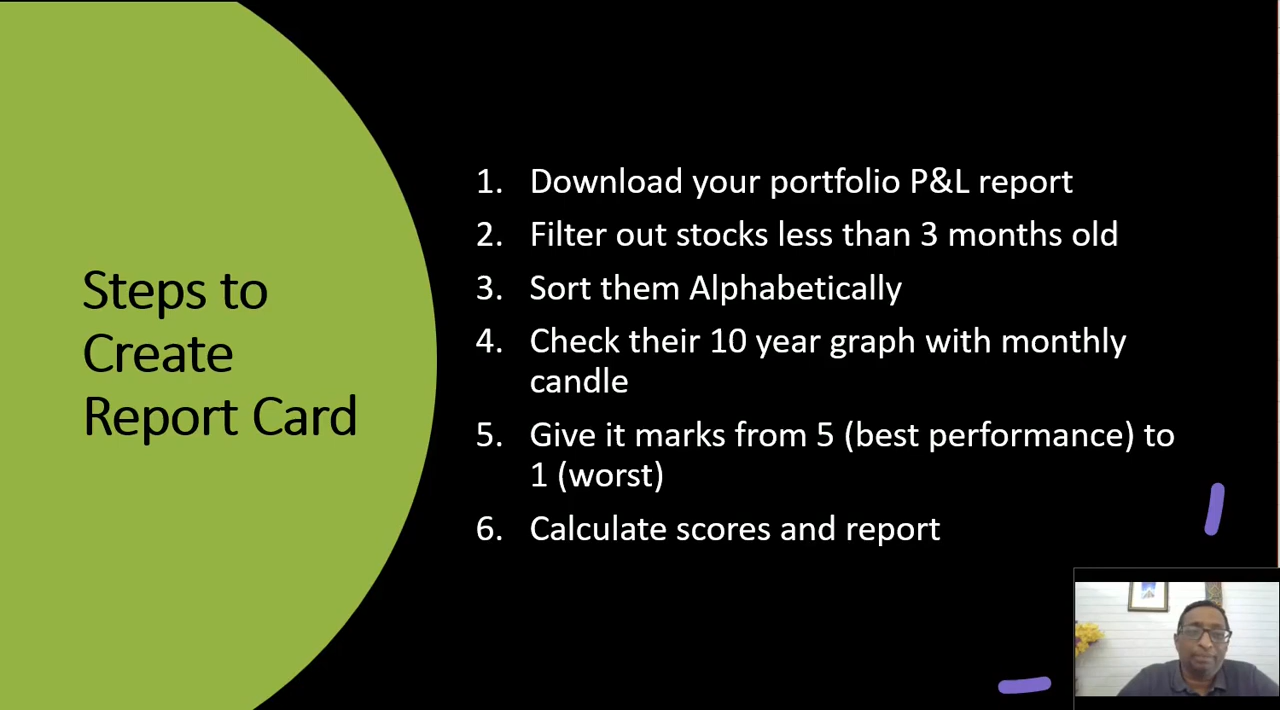 Steps to
Create
Report Card
1. Download your portfolio P&L report
2. Filter out stocks less than 3 months old
3. Sort them Alphabetically
4. Check their 10 year graph with monthly
candle
5. Give it marks from 5 (best performance) to
1 (worst)
6. Calculate scores and report